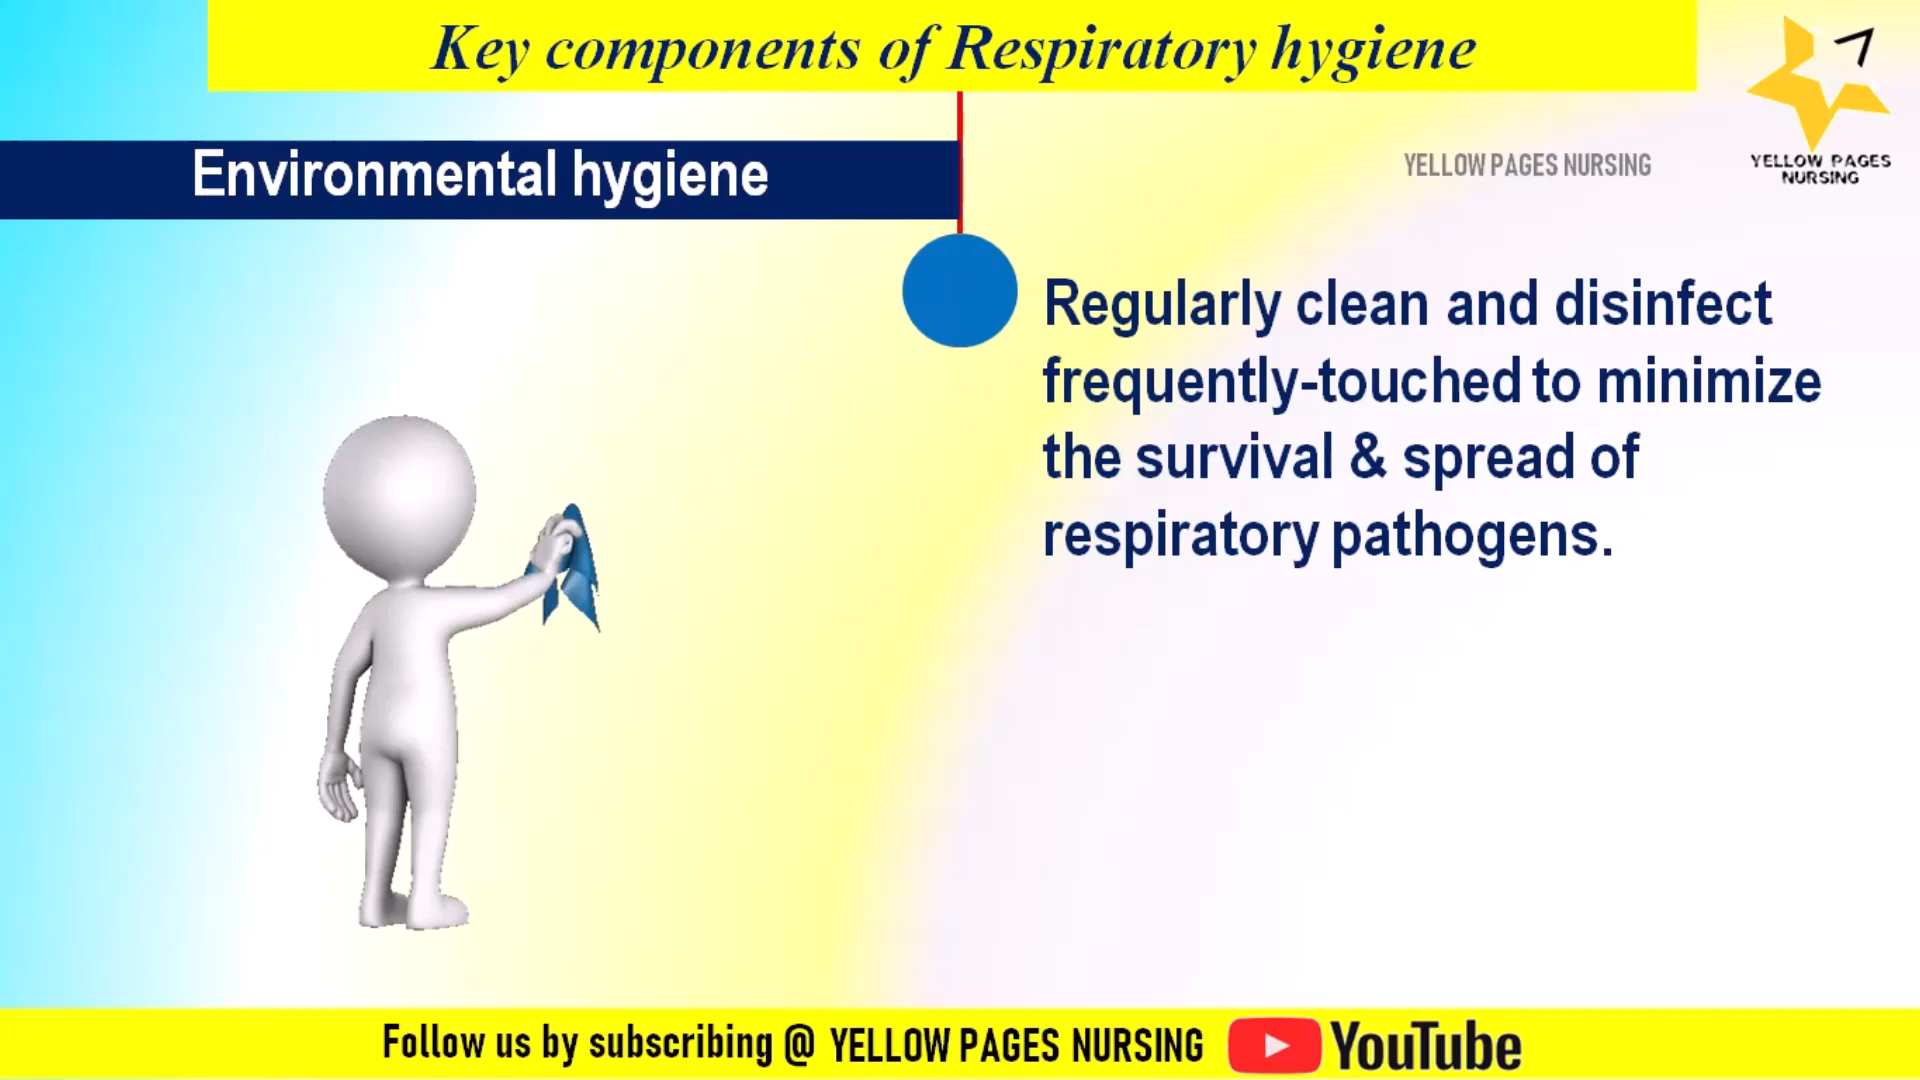 Key components of Respiratory hygiene
Environmental hygiene
YELLOW PAGES NURSING
YELLOW PAGES
NURSING
Regularly clean and disinfect
frequently-touched to minimize
the survival & spread of
respiratory pathogens.
Follow us by subscribing @ YELLOW PAGES NURSING YouTube